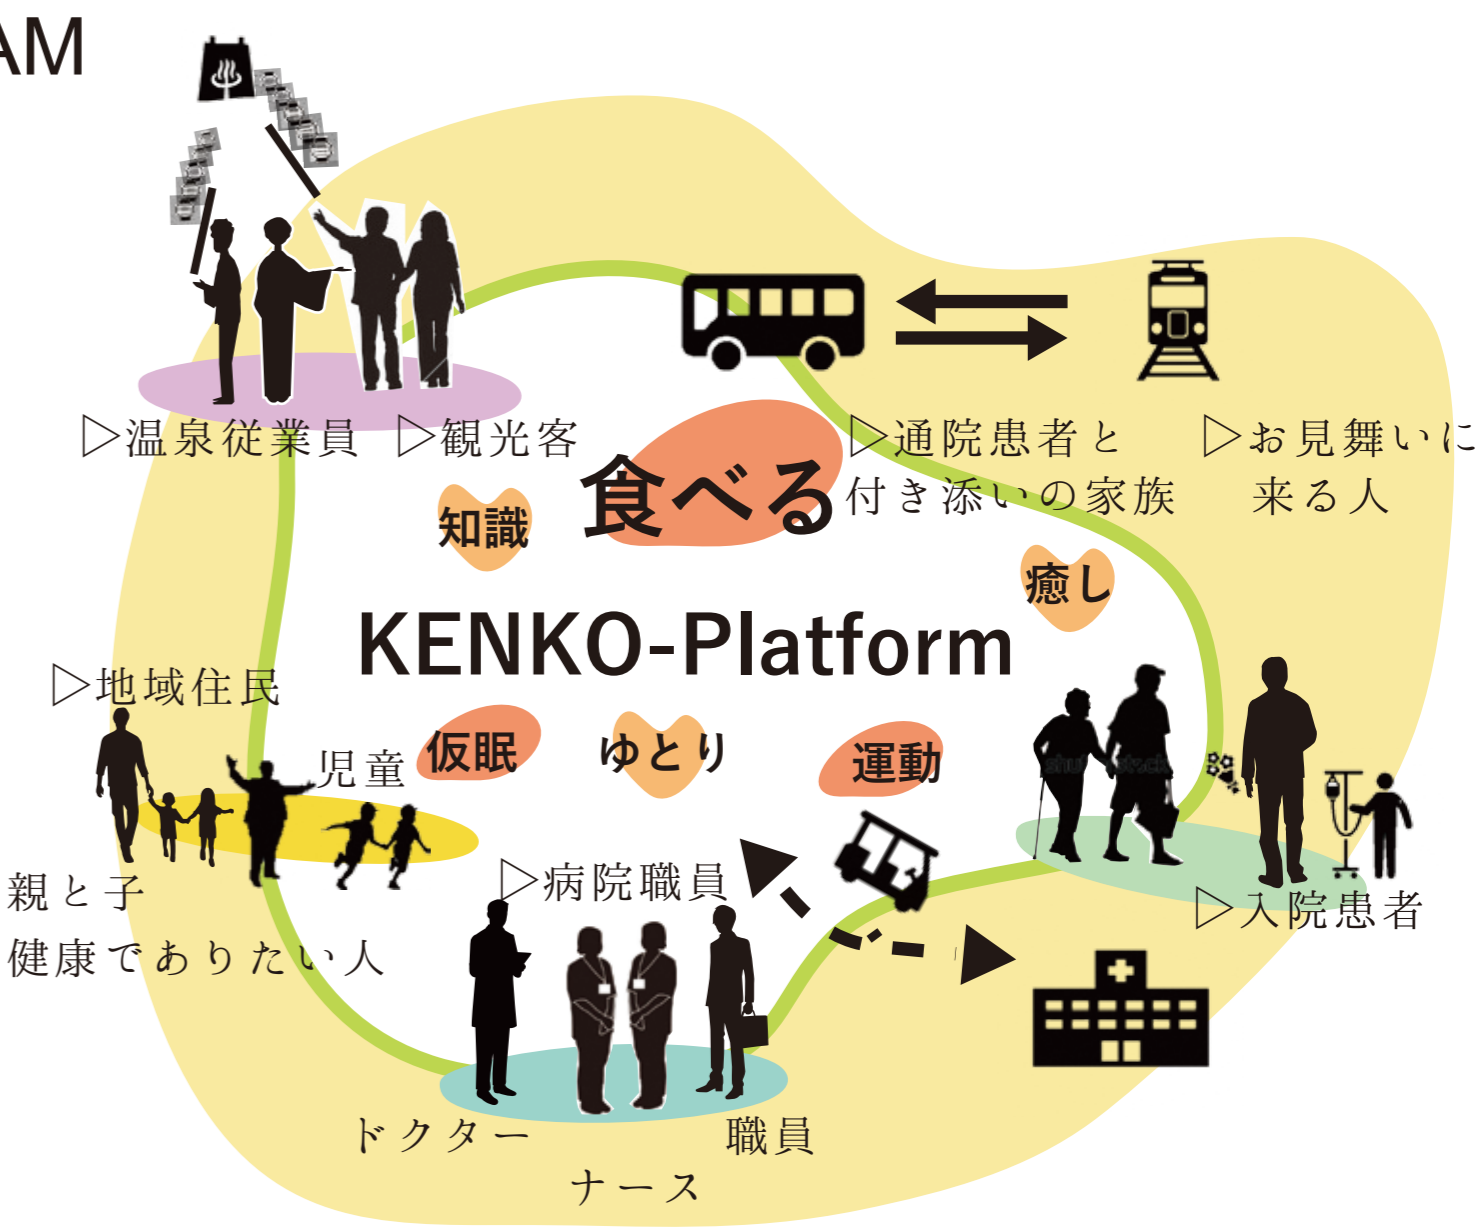 AM
▷温泉従業員 ▷観光客
▷通院患者と
付き添いの家族
▷お見舞いに
来る人
知識
食べる
癒し
KENKO-Platform
▷地域住民
児童
仮眠
ゆとり
運動
親と子
健康でありたい人
▷病院職員
▷入院患者
ドクター
ナース
職員